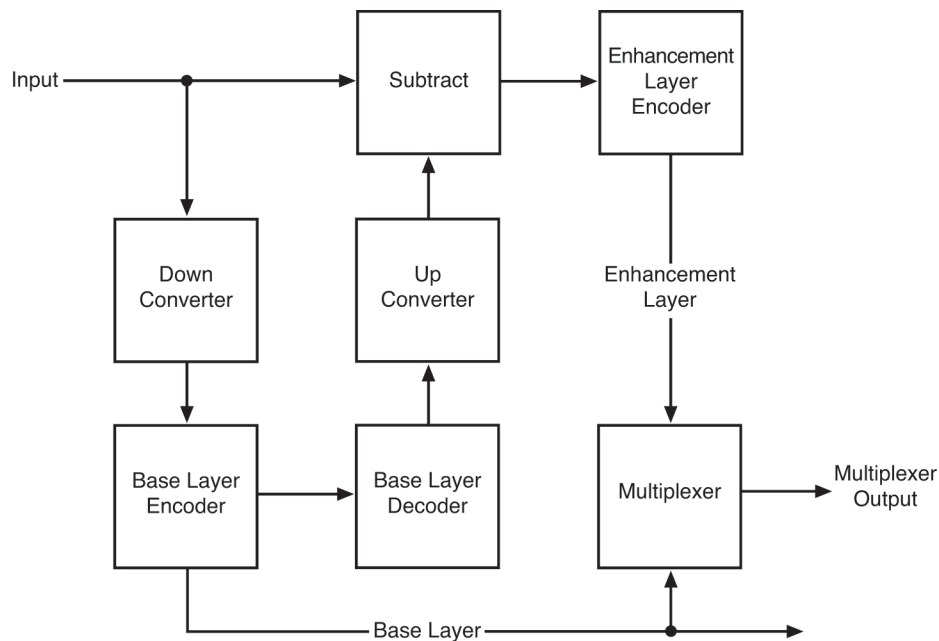 Input
Subtract
Enhancement
Layer
Encoder
Down
Converter
Up
Converter
Enhancement
Layer
Base Layer
Encoder
Base Layer
Decoder
Multiplexer
Multiplexer
Output
Base Layer